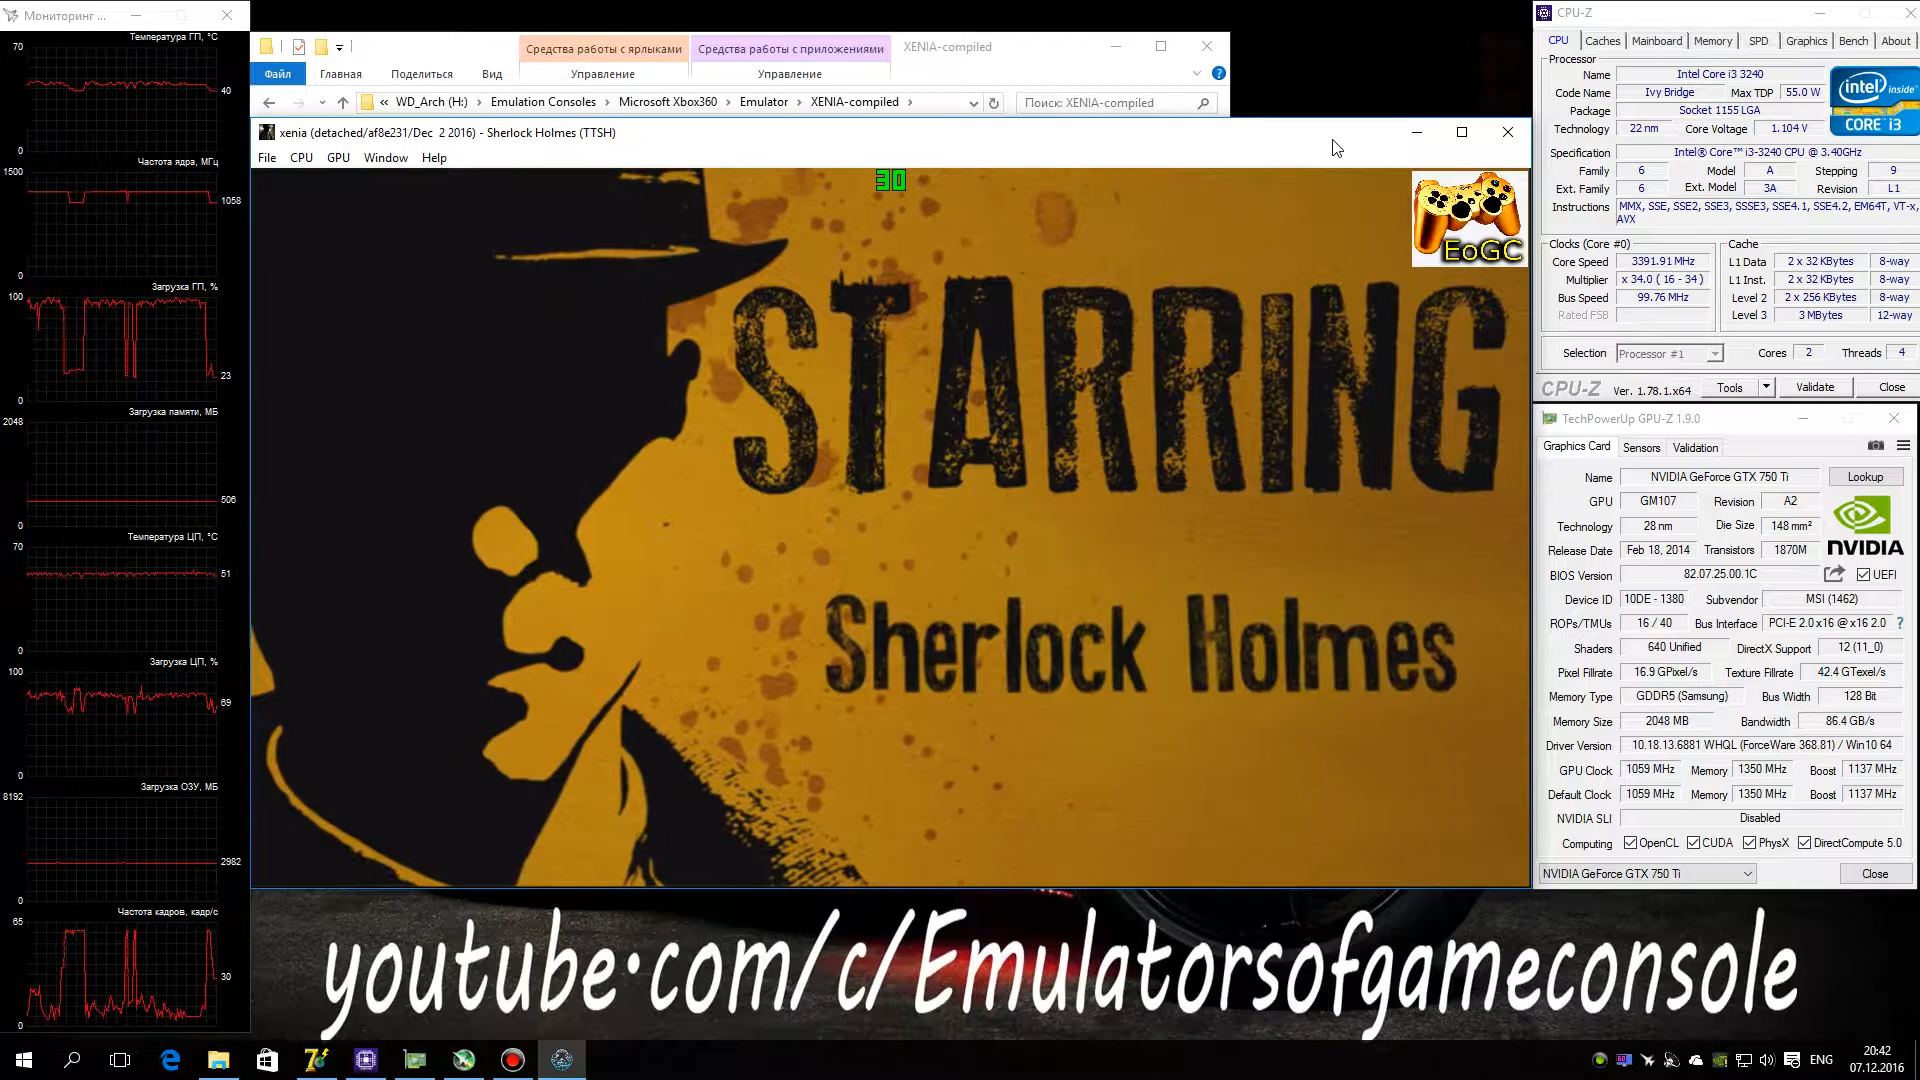 Мониторинг ...
Температура ГП, °C
70
40
0
Частота ядра, МГц
1500
1058
0
Загрузка ГП, %
100
23
0
Загрузка памяти, МБ
2048
506
0
Температура ЦП, °C
70
51
0
Загрузка ЦП, %
100
69
0
Загрузка ОЗУ, МБ
8192
2982
0
Частота кадров, кадр/с
65
30
0
Средства работы с ярлыками
Средства работы с приложениями
XENIA-compiled
Файл
Главная
Поделиться
Вид
Управление
Управление
« WD_Arch (H:) › Emulation Consoles › Microsoft Xbox360 › Emulator › XENIA-compiled ›
Поиск: XENIA-compiled
xenia (detached/af8e231/Dec 2 2016) - Sherlock Holmes (TTSH)
File CPU GPU Window Help
30
EoGC
STARRING
Sherlock Holmes
youtube.com/c/Emulatorsofgameconsole
CPU-Z
CPU Caches Mainboard Memory SPD Graphics Bench About
Processor
Name Intel Core i3 3240
Code Name Ivy Bridge Max TDP 55.0 W
Package Socket 1155 LGA
Technology 22 nm Core Voltage 1.104 V
intel inside™
CORE i3
Specification Intel® Core™ i3-3240 CPU @ 3.40GHz
Family 6 Model A Stepping 9
Ext. Family 6 Ext. Model 3A Revision L1
Instructions MMX, SSE, SSE2, SSE3, SSSE3, SSE4.1, SSE4.2, EM64T, VT-x,
AVX
Clocks (Core #0)
Core Speed 3391.91 MHz
Multiplier x 34.0 ( 16 - 34 )
Bus Speed 99.76 MHz
Rated FSB
Cache
L1 Data 2 x 32 KBytes 8-way
L1 Inst. 2 x 32 KBytes 8-way
Level 2 2 x 256 KBytes 8-way
Level 3 3 MBytes 12-way
Selection Processor #1 Cores 2 Threads 4
CPU-Z Ver. 1.78.1.x64 Tools Validate Close
TechPowerUp GPU-Z 1.9.0
Graphics Card Sensors Validation
Name NVIDIA GeForce GTX 750 Ti Lookup
GPU GM107 Revision A2
Technology 28 nm Die Size 148 mm²
Release Date Feb 18, 2014 Transistors 1870M
NVIDIA
BIOS Version 82.07.25.00.1C UEFI
Device ID 10DE - 1380 Subvendor MSI (1462)
ROPs/TMUs 16 / 40 Bus Interface PCI-E 2.0 x16 @ x16 2.0 ?
Shaders 640 Unified DirectX Support 12 (11_0)
Pixel Fillrate 16.9 GPixel/s Texture Fillrate 42.4 GTexel/s
Memory Type GDDR5 (Samsung) Bus Width 128 Bit
Memory Size 2048 MB Bandwidth 86.4 GB/s
Driver Version 10.18.13.6881 WHQL (ForceWare 368.81) / Win10 64
GPU Clock 1059 MHz Memory 1350 MHz Boost 1137 MHz
Default Clock 1059 MHz Memory 1350 MHz Boost 1137 MHz
NVIDIA SLI Disabled
Computing OpenCL CUDA PhysX DirectCompute 5.0
NVIDIA GeForce GTX 750 Ti Close
ENG
20:42
07.12.2016